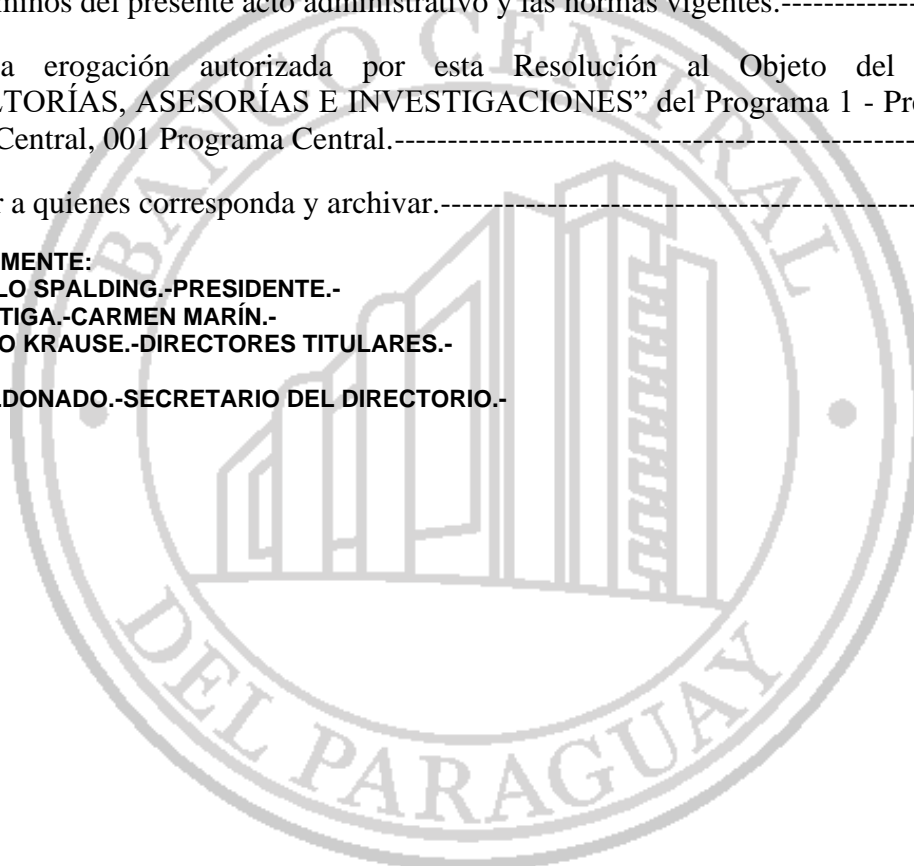 minos del presente acto administrativo y las normas vigentes.-------------
a erogación autorizada por esta Resolución al Objeto del
TORÍAS, ASESORÍAS E INVESTIGACIONES” del Programa 1 - Pro
Central, 001 Programa Central.-----------------------------------------------------
r a quienes corresponda y archivar.------------------------------------------------
MENTE:
LO SPALDING.-PRESIDENTE.-
TIGA.-CARMEN MARÍN.-
O KRAUSE.-DIRECTORES TITULARES.-
LDONADO.-SECRETARIO DEL DIRECTORIO.-
BANCO CENTRAL
DEL PARAGUAY